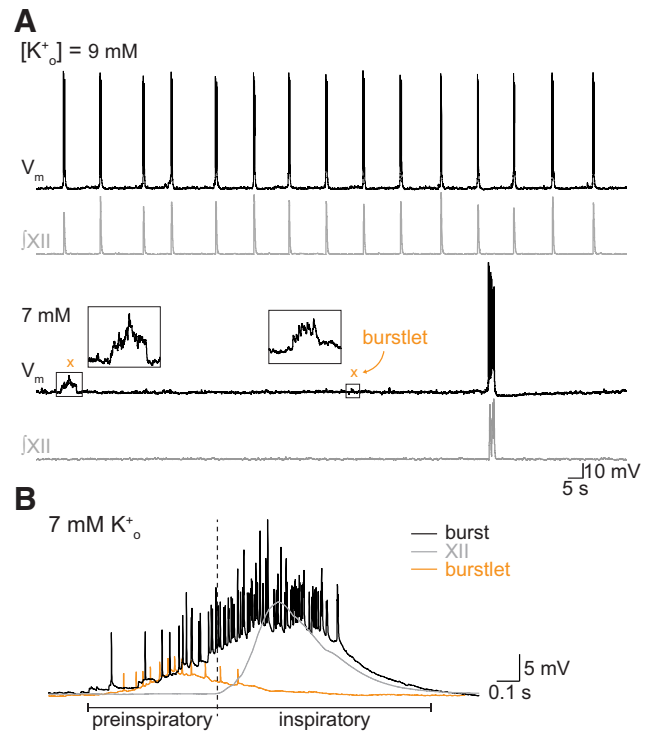 A
[K⁺ₒ] = 9 mM
Vₘ
∫XII
7 mM
x
x
burstlet
Vₘ
∫XII
10 mV
5 s
B
7 mM K⁺ₒ
burst
XII
burstlet
5 mV
0.1 s
preinspiratory
inspiratory